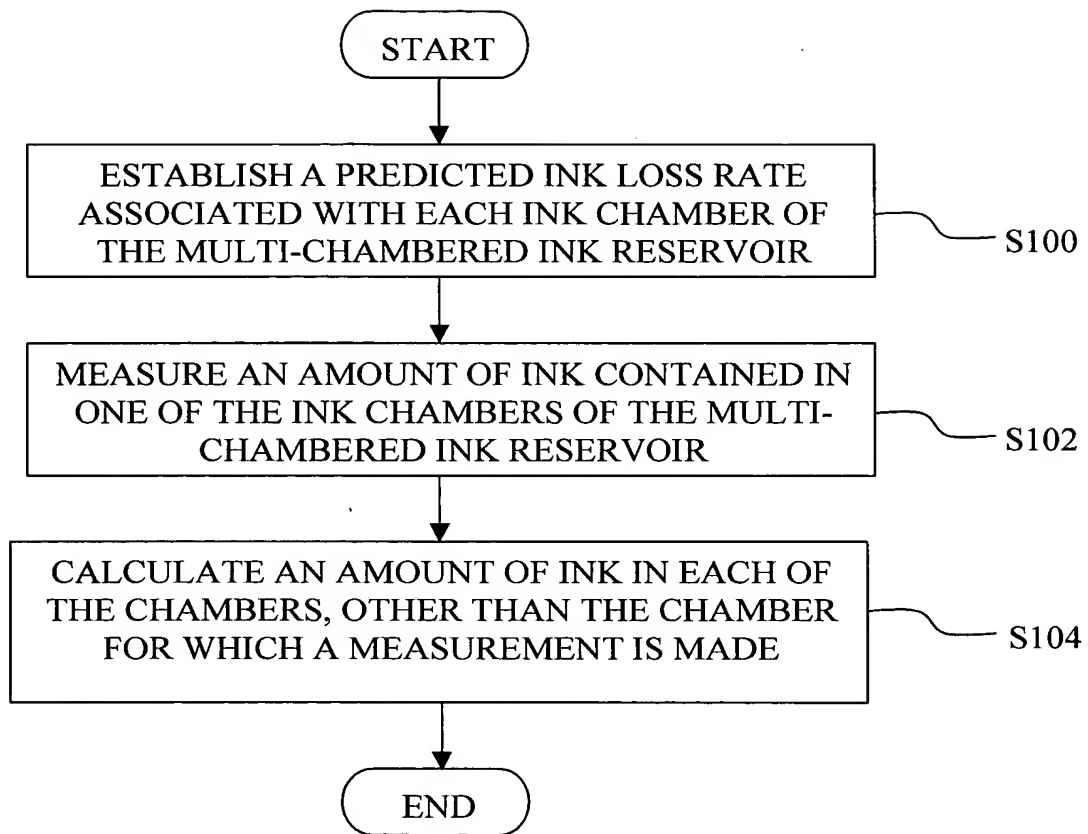 START
ESTABLISH A PREDICTED INK LOSS RATE
ASSOCIATED WITH EACH INK CHAMBER OF
THE MULTI-CHAMBERED INK RESERVOIR
S100
MEASURE AN AMOUNT OF INK CONTAINED IN
ONE OF THE INK CHAMBERS OF THE MULTI-
CHAMBERED INK RESERVOIR
S102
CALCULATE AN AMOUNT OF INK IN EACH OF
THE CHAMBERS, OTHER THAN THE CHAMBER
FOR WHICH A MEASUREMENT IS MADE
S104
END